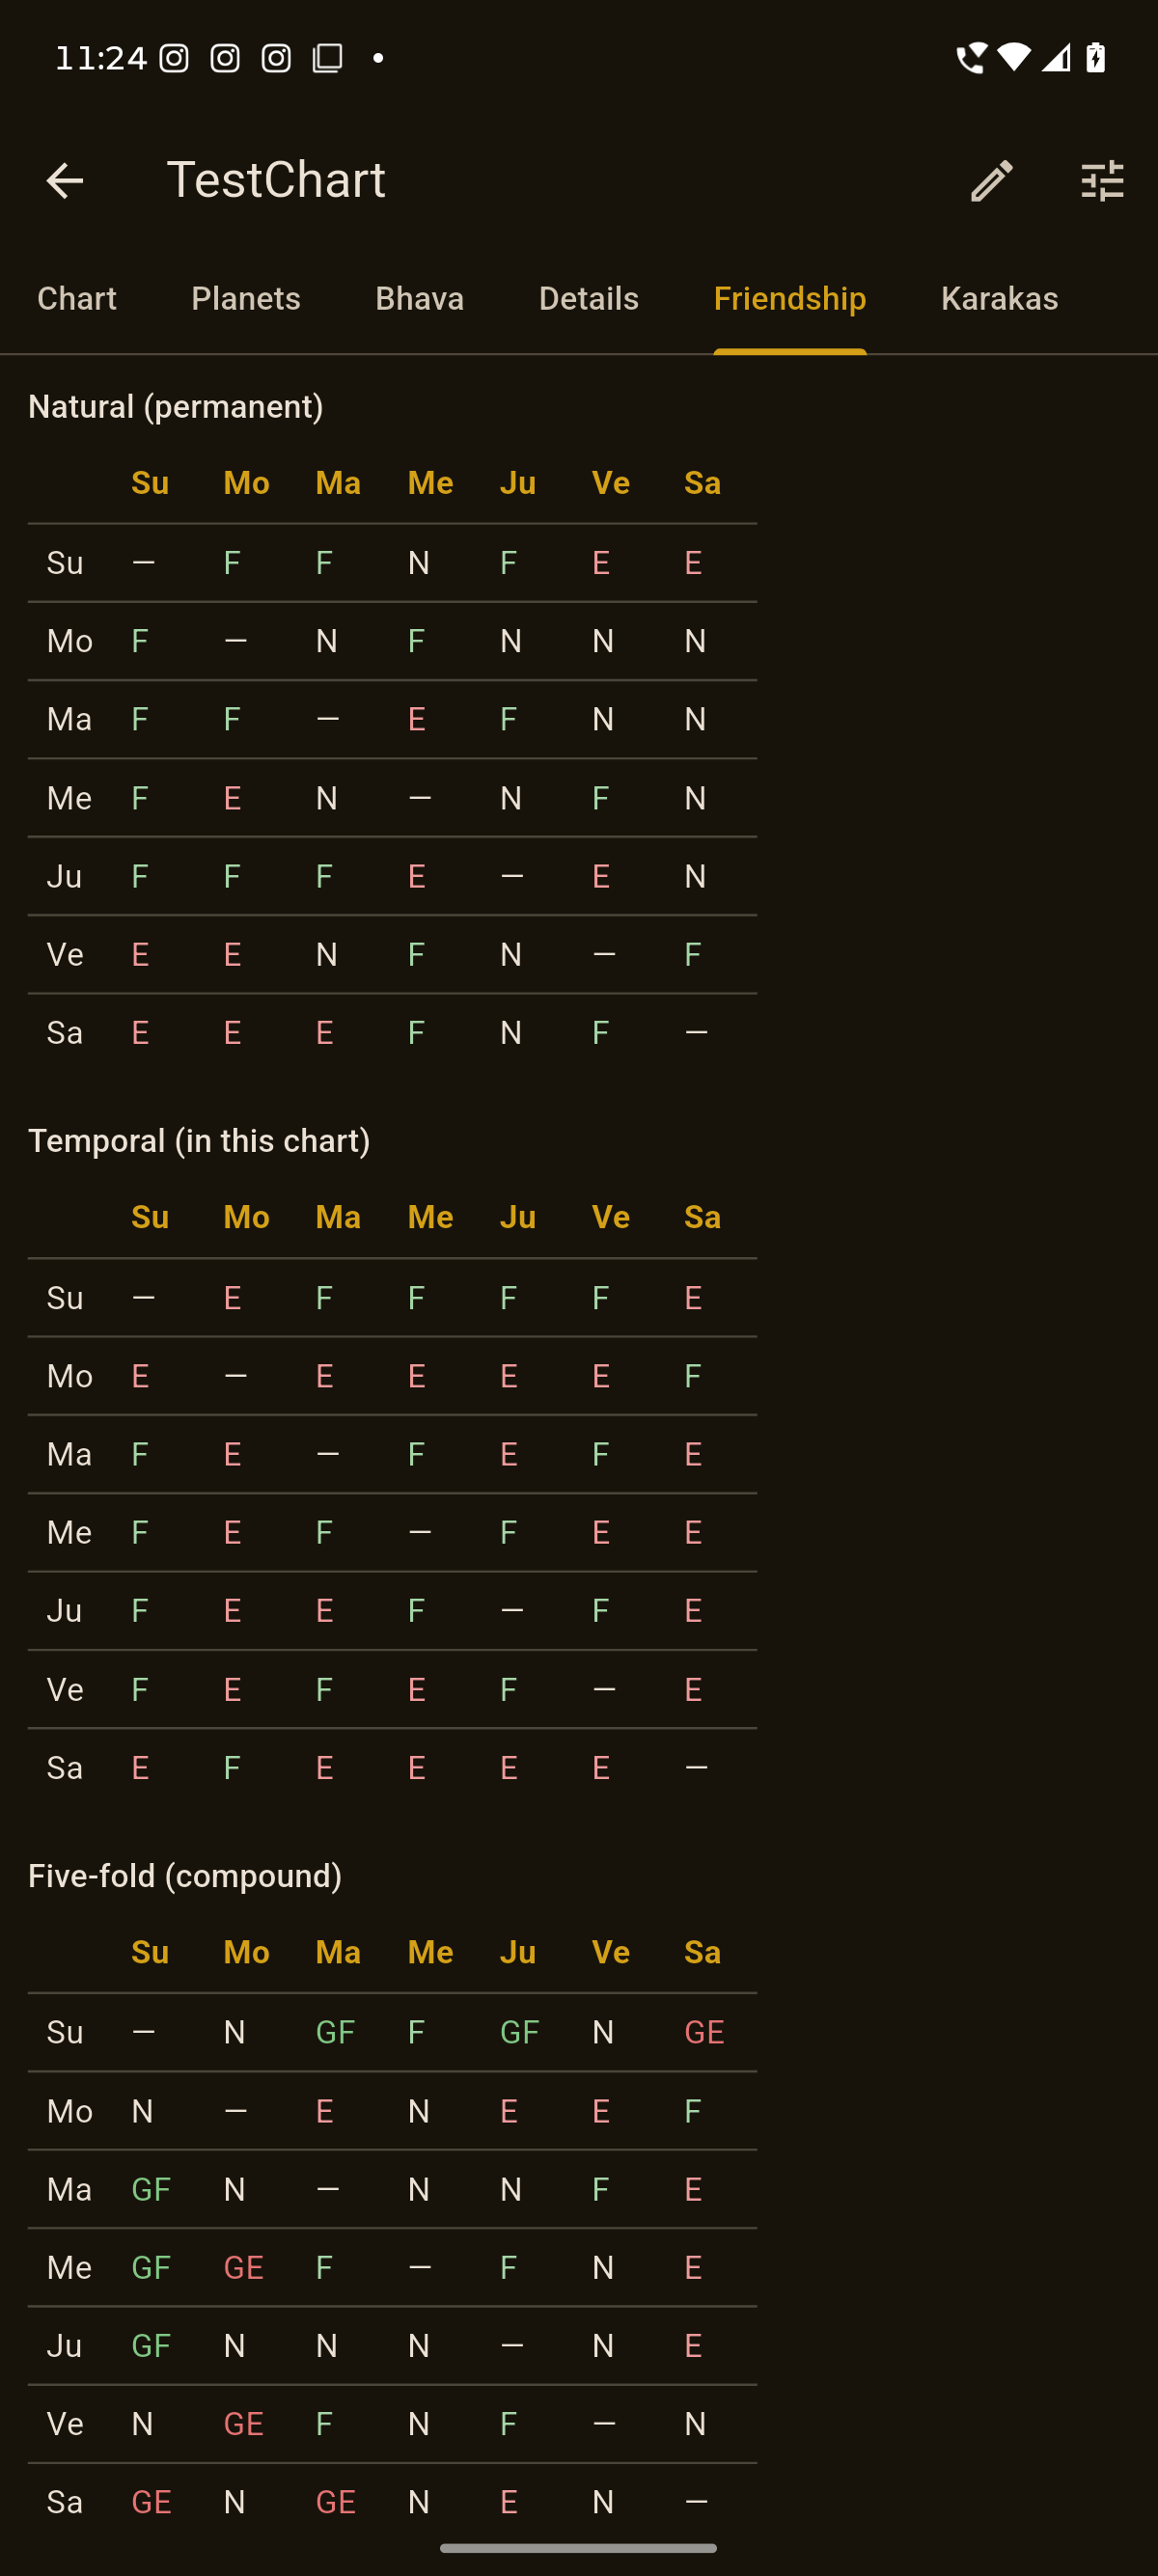 11:24
TestChart
Chart Planets Bhava Details Friendship Karakas
Natural (permanent)
Su Mo Ma Me Ju Ve Sa
Su — F F N F E E
Mo F — N F N N N
Ma F F — E F N N
Me F E N — N F N
Ju F F F E — E N
Ve E E N F N — F
Sa E E E F N F —
Temporal (in this chart)
Su Mo Ma Me Ju Ve Sa
Su — E F F F F E
Mo E — E E E E F
Ma F E — F E F E
Me F E F — F E E
Ju F E E F — F E
Ve F E F E F — E
Sa E F E E E E —
Five-fold (compound)
Su Mo Ma Me Ju Ve Sa
Su — N GF F GF N GE
Mo N — E N E E F
Ma GF N — N N F E
Me GF GE F — F N E
Ju GF N N N — N E
Ve N GE F N F — N
Sa GE N GE N E N —